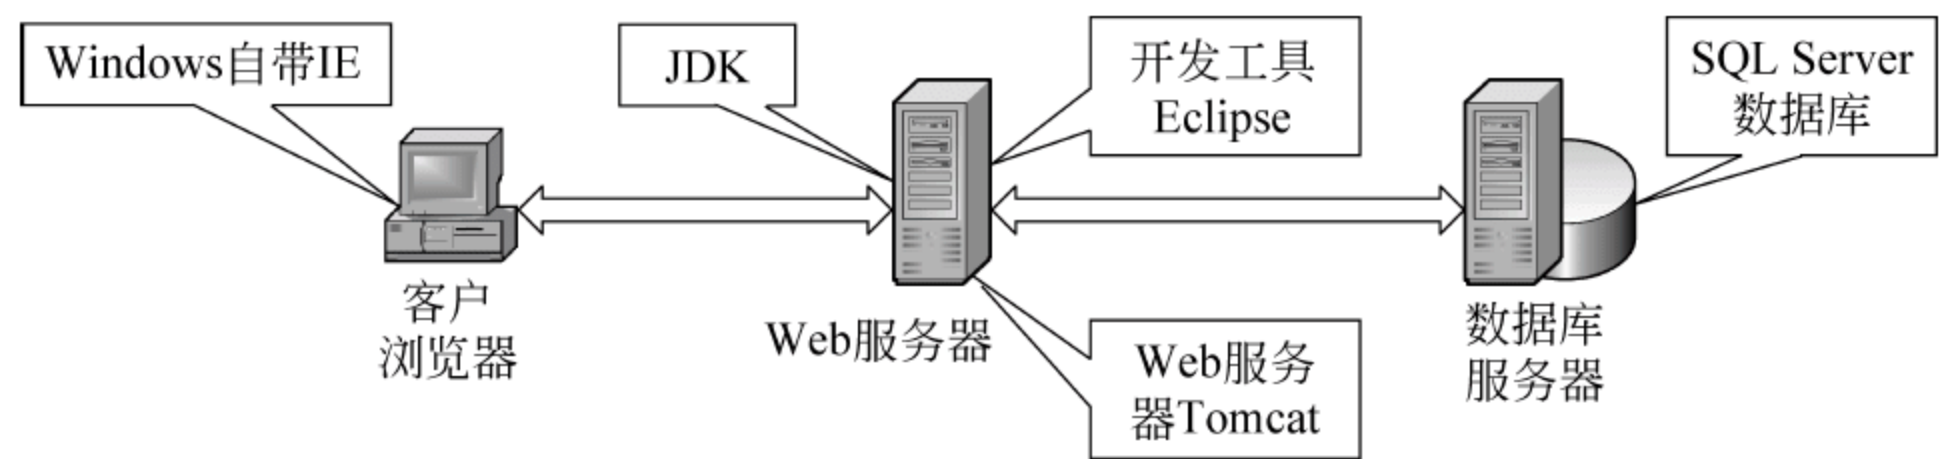 Windows自带IE
JDK
开发工具
Eclipse
SQL Server
数据库
客户
浏览器
Web服务器
Web服务
器Tomcat
数据库
服务器